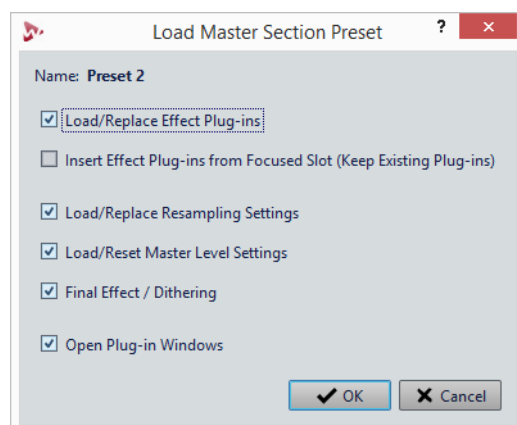 Load Master Section Preset
?
Name: Preset 2
Load/Replace Effect Plug-ins
Insert Effect Plug-ins from Focused Slot (Keep Existing Plug-ins)
Load/Replace Resampling Settings
Load/Reset Master Level Settings
Final Effect / Dithering
Open Plug-in Windows
OK
Cancel